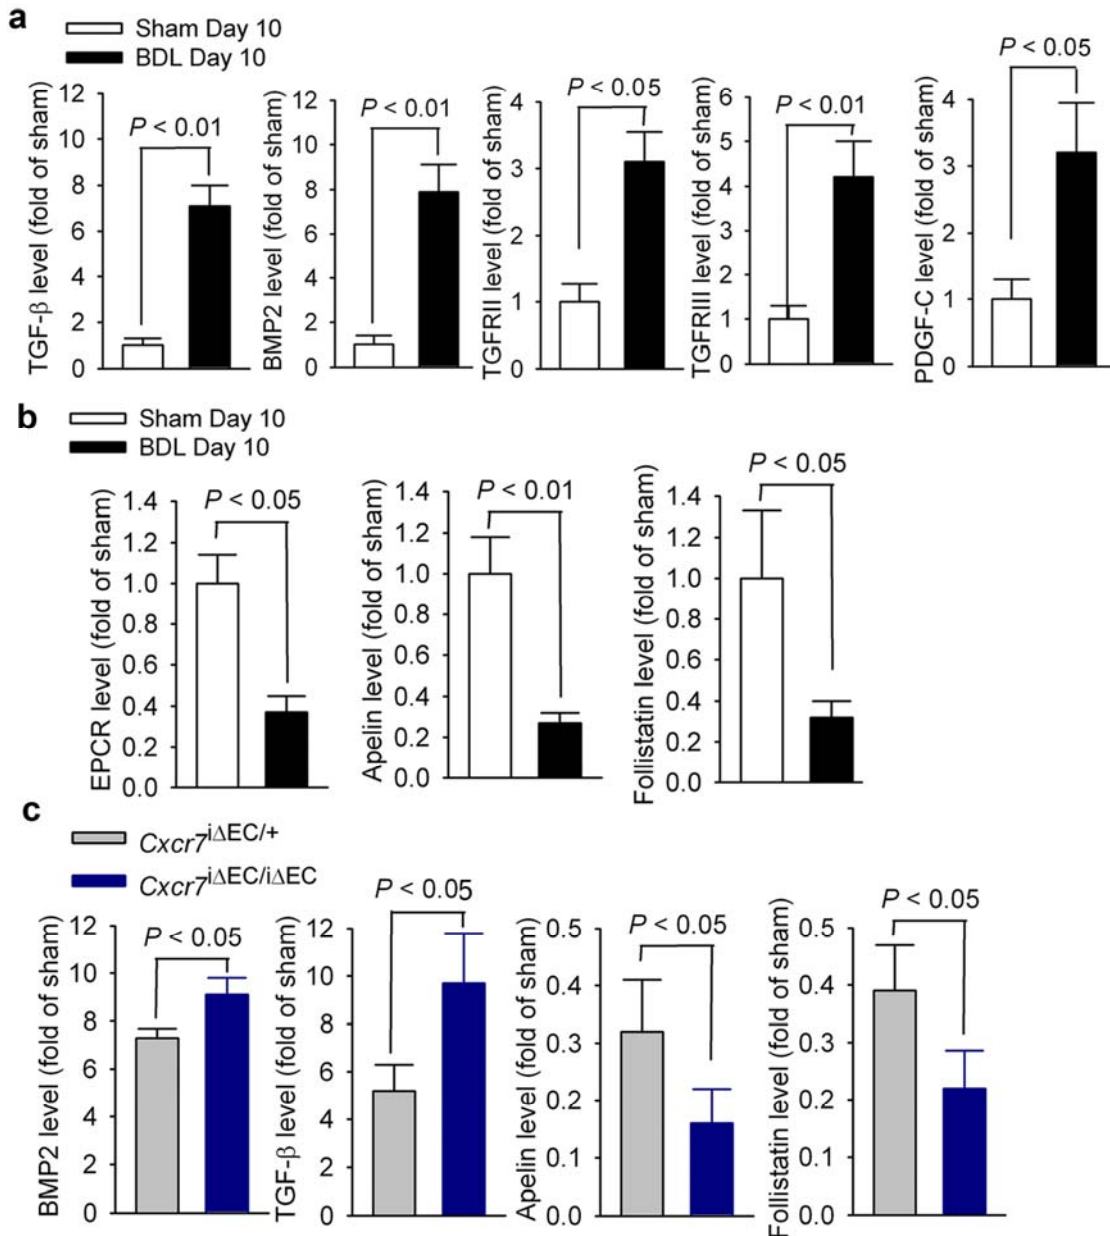 a
Sham Day 10
BDL Day 10
TGF-β level (fold of sham)
12
10
8
6
4
2
0
P < 0.01
BMP2 level (fold of sham)
12
10
8
6
4
2
0
P < 0.01
TGFRII level (fold of sham)
4
3
2
1
0
P < 0.05
TGFRIII level (fold of sham)
6
5
4
3
2
1
0
P < 0.01
PDGF-C level (fold of sham)
4
3
2
1
0
P < 0.05
b
Sham Day 10
BDL Day 10
EPCR level (fold of sham)
1.4
1.2
1.0
0.8
0.6
0.4
0.2
0.0
P < 0.05
Apelin level (fold of sham)
1.4
1.2
1.0
0.8
0.6
0.4
0.2
0.0
P < 0.01
Follistatin level (fold of sham)
1.4
1.2
1.0
0.8
0.6
0.4
0.2
0.0
P < 0.05
c
Cxcr7iΔEC/+
Cxcr7iΔEC/iΔEC
BMP2 level (fold of sham)
12
10
8
6
4
2
0
P < 0.05
TGF-β level (fold of sham)
12
10
8
6
4
2
0
P < 0.05
Apelin level (fold of sham)
0.5
0.4
0.3
0.2
0.1
0.0
P < 0.05
Follistatin level (fold of sham)
0.5
0.4
0.3
0.2
0.1
0.0
P < 0.05